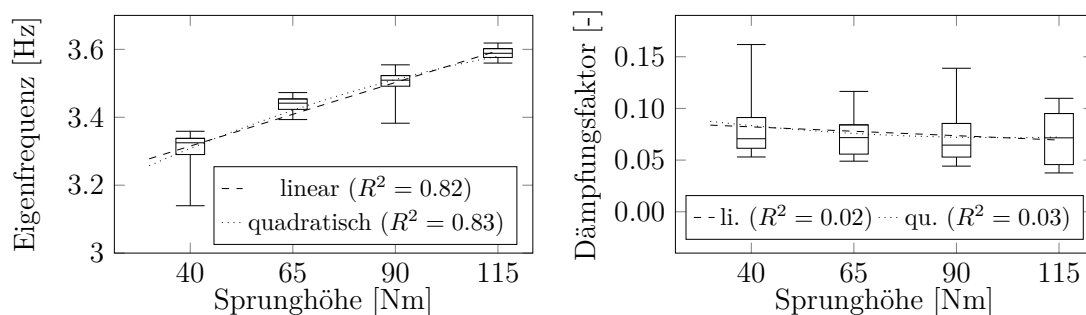 Eigenfrequenz [Hz]
3.6
3.4
3.2
3
linear (R² = 0.82)
quadratisch (R² = 0.83)
40 65 90 115
Sprunghöhe [Nm]
Dämpfungsfaktor [-]
0.15
0.10
0.05
0.00
li. (R² = 0.02) qu. (R² = 0.03)
40 65 90 115
Sprunghöhe [Nm]